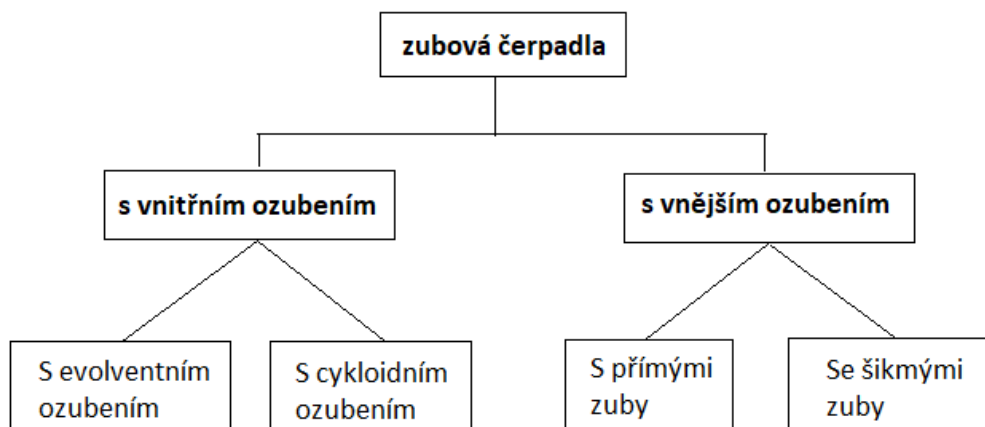 zubová čerpadla
s vnitřním ozubením
s vnějším ozubením
S evolventním
ozubením
S cykloidním
ozubením
S přímými
zuby
Se šikmými
zuby